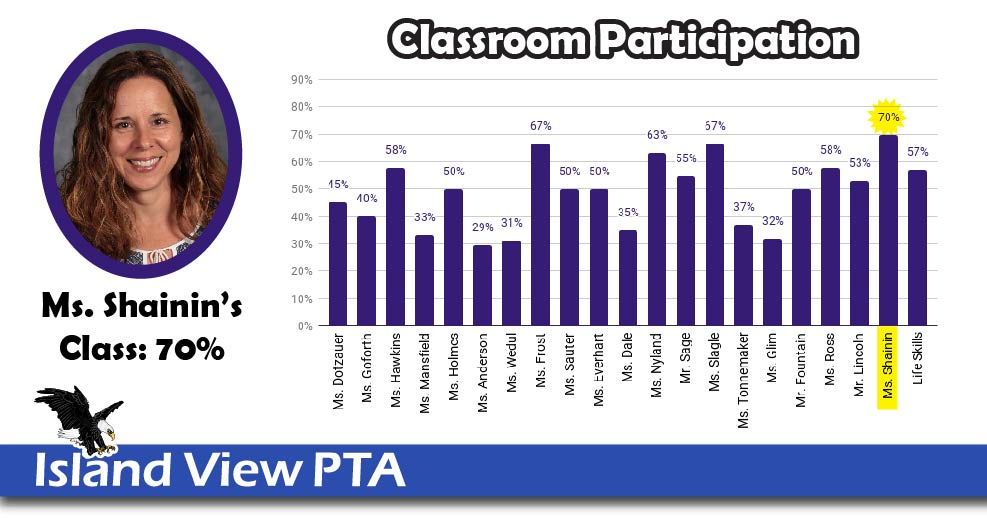 Classroom Participation
90%
80%
70%
60%
50%
40%
30%
20%
10%
0%
45%
40%
58%
33%
50%
29%
31%
67%
50%
50%
35%
63%
55%
67%
37%
32%
50%
58%
53%
70%
57%
Ms. Dotzauer
Ms. Goforth
Ms. Hawkins
Ms. Mansfield
Ms. Holmes
Ms. Anderson
Ms. Wedul
Ms. Frost
Ms. Sauter
Ms. Everhart
Ms. Dale
Ms. Nyland
Mr. Sage
Ms. Slagle
Ms. Tonnemaker
Ms. Glim
Mr. Fountain
Ms. Ross
Mr. Lincoln
Ms. Shainin
Life Skills
Ms. Shainin's
Class: 70%
Island View PTA